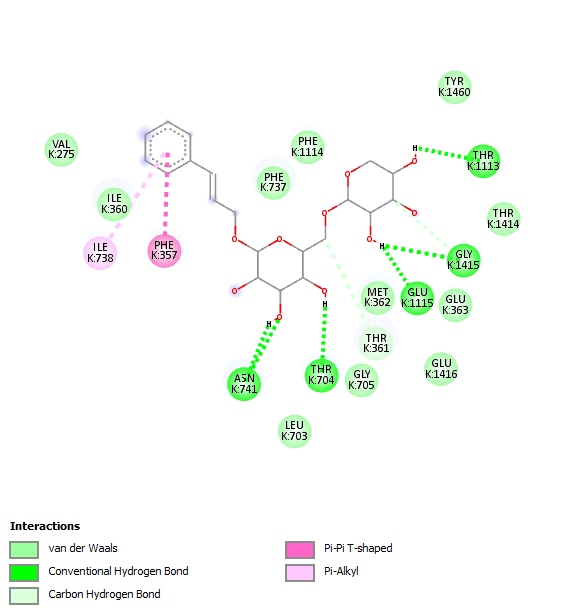 TYR
K:1460
VAL
K:275
PHE
K:1114
H
O
THR
K:1113
PHE
K:737
O
ILE
K:360
O
O
THR
K:1414
ILE
K:738
PHE
K:357
O
O
O
H
GLY
K:1415
O
O
H
MET
K:362
GLU
K:1115
GLU
K:363
O
H
THR
K:361
ASN
K:741
THR
K:704
GLY
K:705
GLU
K:1416
LEU
K:703
Interactions
van der Waals
Conventional Hydrogen Bond
Carbon Hydrogen Bond
Pi-Pi T-shaped
Pi-Alkyl